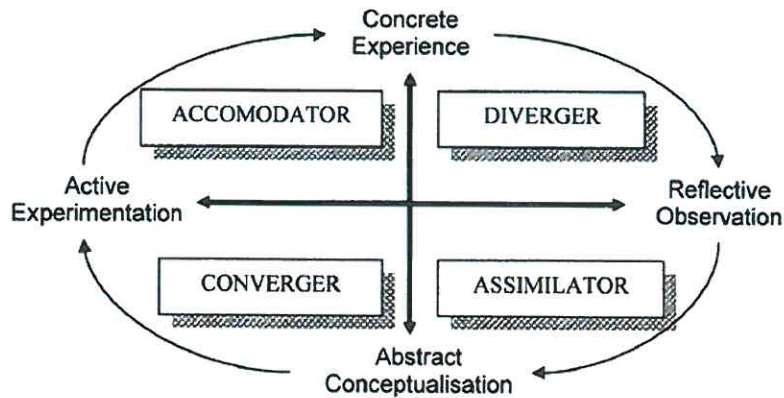 Concrete
Experience
ACCOMODATOR
DIVERGER
Active
Experimentation
Reflective
Observation
CONVERGER
ASSIMILATOR
Abstract
Conceptualisation